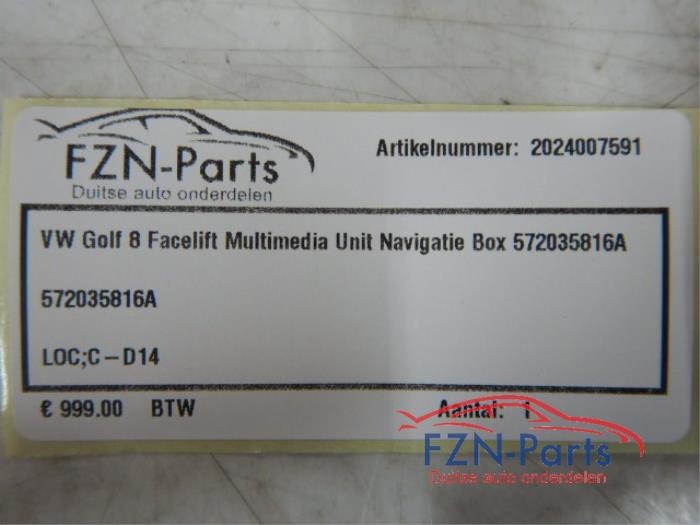 FZN-Parts
Duitse auto onderdelen
Artikelnummer: 2024007591
VW Golf 8 Facelift Multimedia Unit Navigatie Box 572035816A
572035816A
LOC;C-D14
€ 999.00 BTW Aantal: 1
FZN-Parts
Duitse auto onderdelen